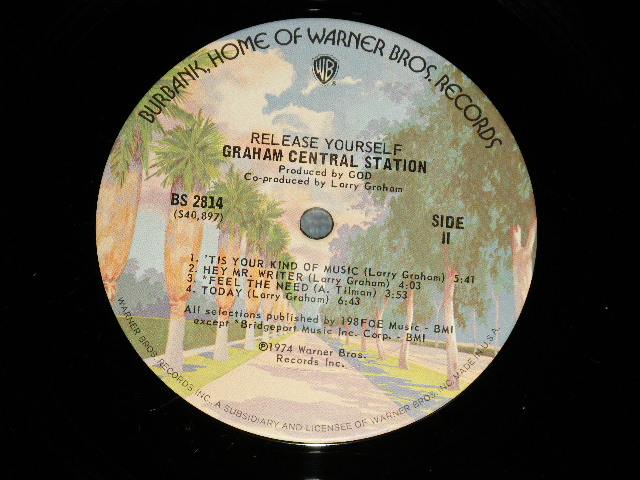 BURBANK, HOME OF WARNER BROS. RECORDS
WB
®
RELEASE YOURSELF
GRAHAM CENTRAL STATION
Produced by GOD
Co-produced by Larry Graham
BS 2814
(S40,897)
SIDE
II
1. 'TIS YOUR KIND OF MUSIC (Larry Graham) 5:41
2. HEY MR. WRITER (Larry Graham) 4:03
3. *FEEL THE NEED (A. Tilman) 3:53
4. TODAY (Larry Graham) 6:43
All selections published by 198FOE Music - BMI
except *Bridgeport Music Inc. Corp. - BMI
℗1974 Warner Bros.
Records Inc.
WARNER BROS. RECORDS INC., A SUBSIDIARY AND LICENSEE OF WARNER BROS. INC. MADE IN U.S.A.